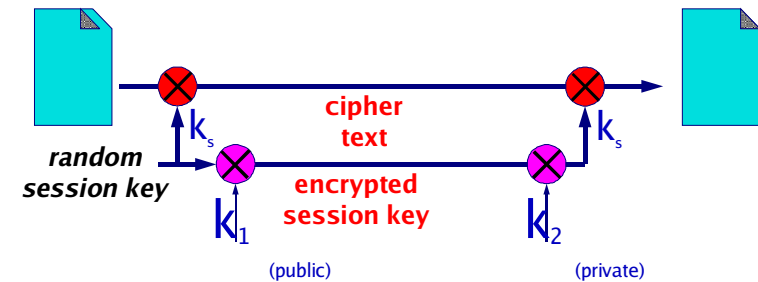 cipher
text
kₛ
kₛ
random
session key
encrypted
session key
k₁
k₂
(public)
(private)